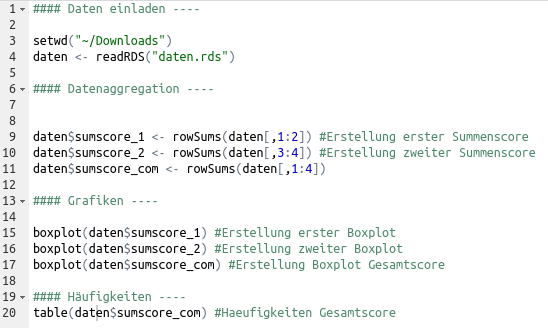 1 #### Daten einladen ----
2
3 setwd("~/Downloads")
4 daten <- readRDS("daten.rds")
5
6 #### Datenaggregation ----
7
8
9 daten$sumscore_1 <- rowSums(daten[,1:2]) #Erstellung erster Summenscore
10 daten$sumscore_2 <- rowSums(daten[,3:4]) #Erstellung zweiter Summenscore
11 daten$sumscore_com <- rowSums(daten[,1:4])
12
13 #### Grafiken ----
14
15 boxplot(daten$sumscore_1) #Erstellung erster Boxplot
16 boxplot(daten$sumscore_2) #Erstellung zweiter Boxplot
17 boxplot(daten$sumscore_com) #Erstellung Boxplot Gesamtscore
18
19 #### Häufigkeiten ----
20 table(daten$sumscore_com) #Haeufigkeiten Gesamtscore